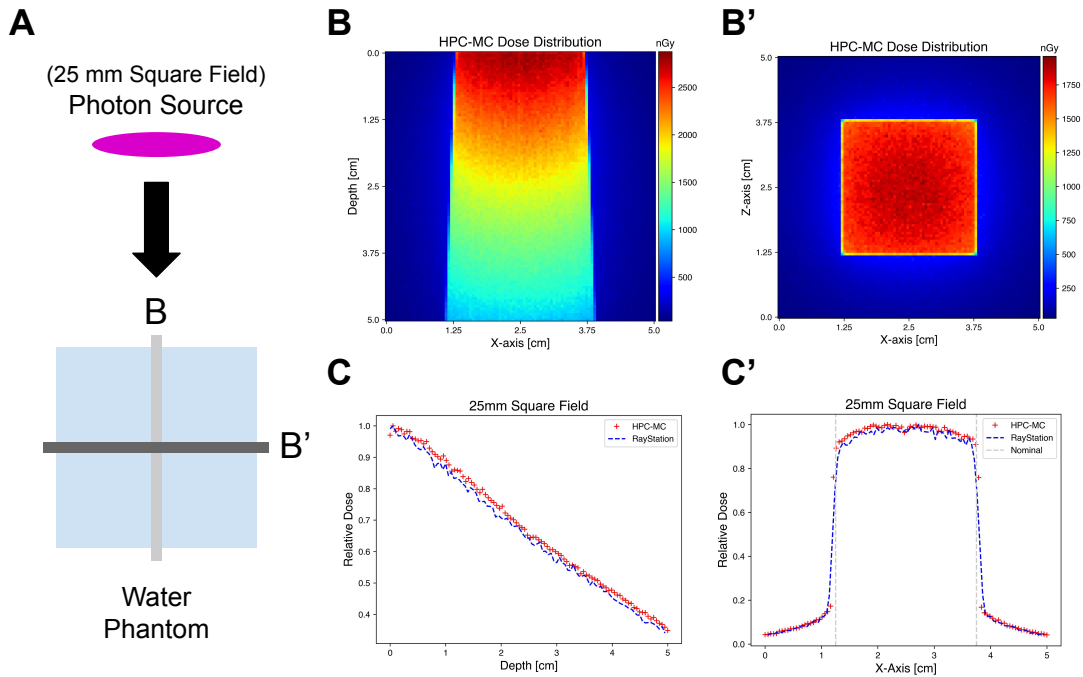 A
(25 mm Square Field)
Photon Source
B
B'
Water
Phantom
B
HPC-MC Dose Distribution
nGy
0.0
1.25
2.5
3.75
5.0
Depth [cm]
0.0
1.25
2.5
3.75
5.0
X-axis [cm]
2500
2000
1500
1000
500
B'
HPC-MC Dose Distribution
nGy
5.0
3.75
2.5
1.25
0.0
Z-axis [cm]
0.0
1.25
2.5
3.75
5.0
X-axis [cm]
1750
1500
1250
1000
750
500
250
C
25mm Square Field
HPC-MC
RayStation
1.0
0.9
0.8
0.7
0.6
0.5
0.4
Relative Dose
0
1
2
3
4
5
Depth [cm]
C'
25mm Square Field
HPC-MC
RayStation
Nominal
1.0
0.8
0.6
0.4
0.2
0.0
Relative Dose
0
1
2
3
4
5
X-Axis [cm]